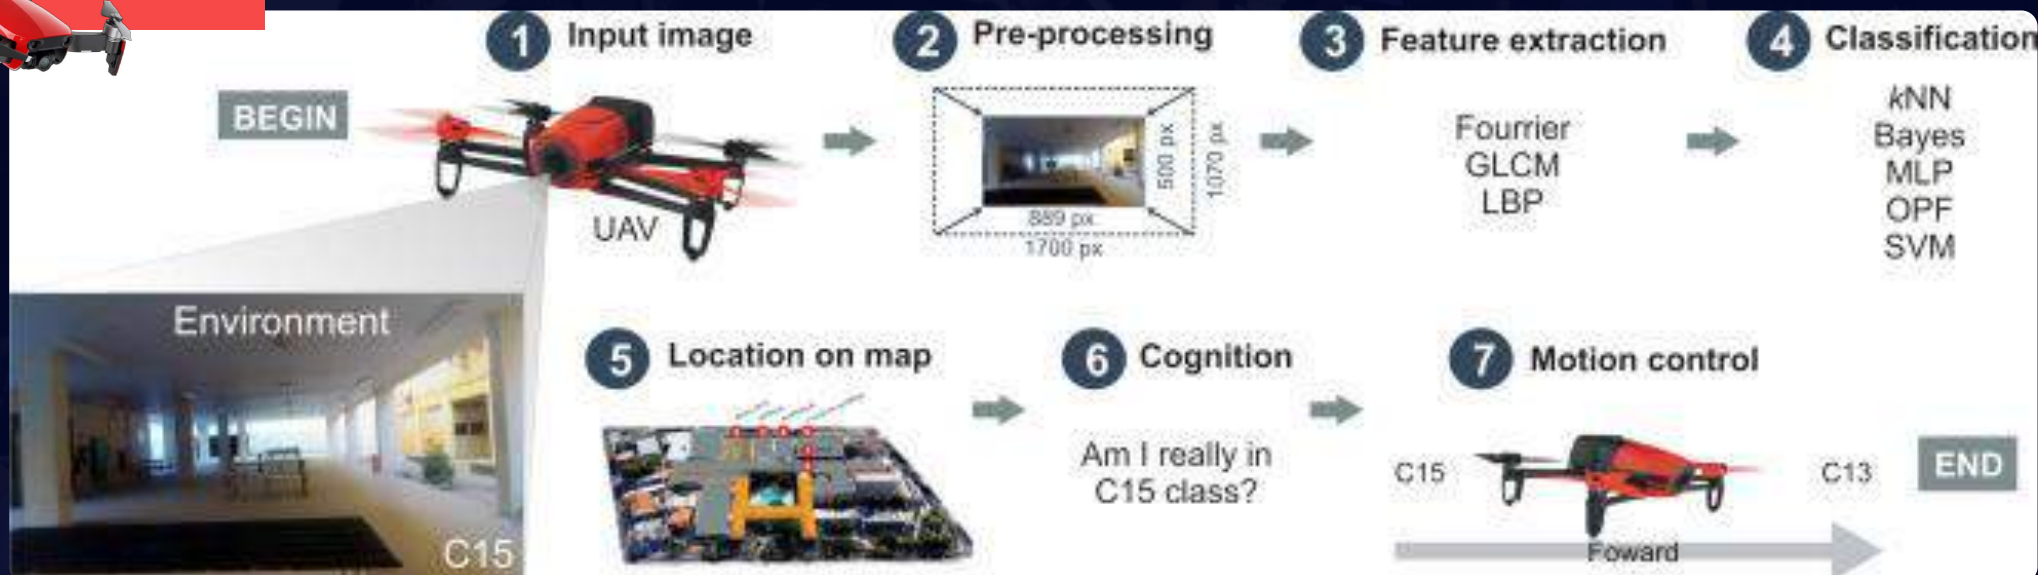 1 Input image
BEGIN
UAV
Environment
C15
2 Pre-processing
500 px
1070 px
889 px
1700 px
3 Feature extraction
Fourrier
GLCM
LBP
4 Classification
kNN
Bayes
MLP
OPF
SVM
5 Location on map
6 Cognition
Am I really in
C15 class?
7 Motion control
C15
C13
Foward
END